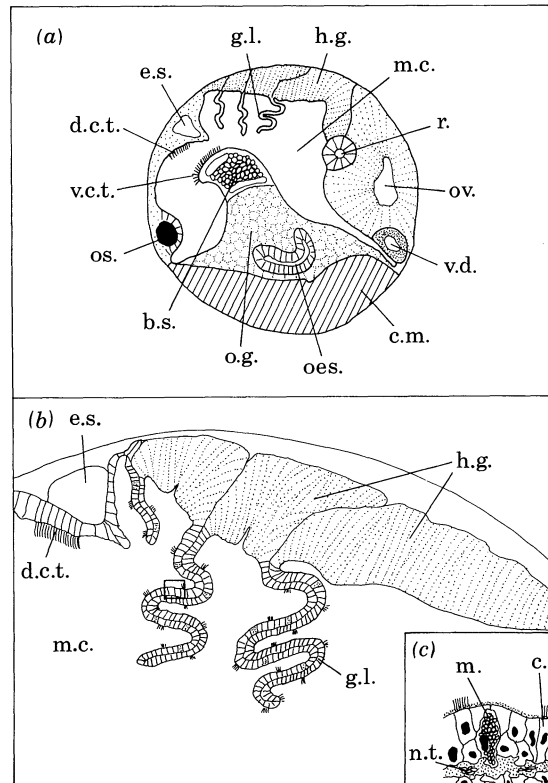 (a)
g.l.
h.g.
m.c.
e.s.
d.c.t.
r.
v.c.t.
ov.
os.
v.d.
b.s.
o.g.
oes.
c.m.
(b)
e.s.
h.g.
d.c.t.
m.c.
g.l.
(c)
m.
c.
n.t.